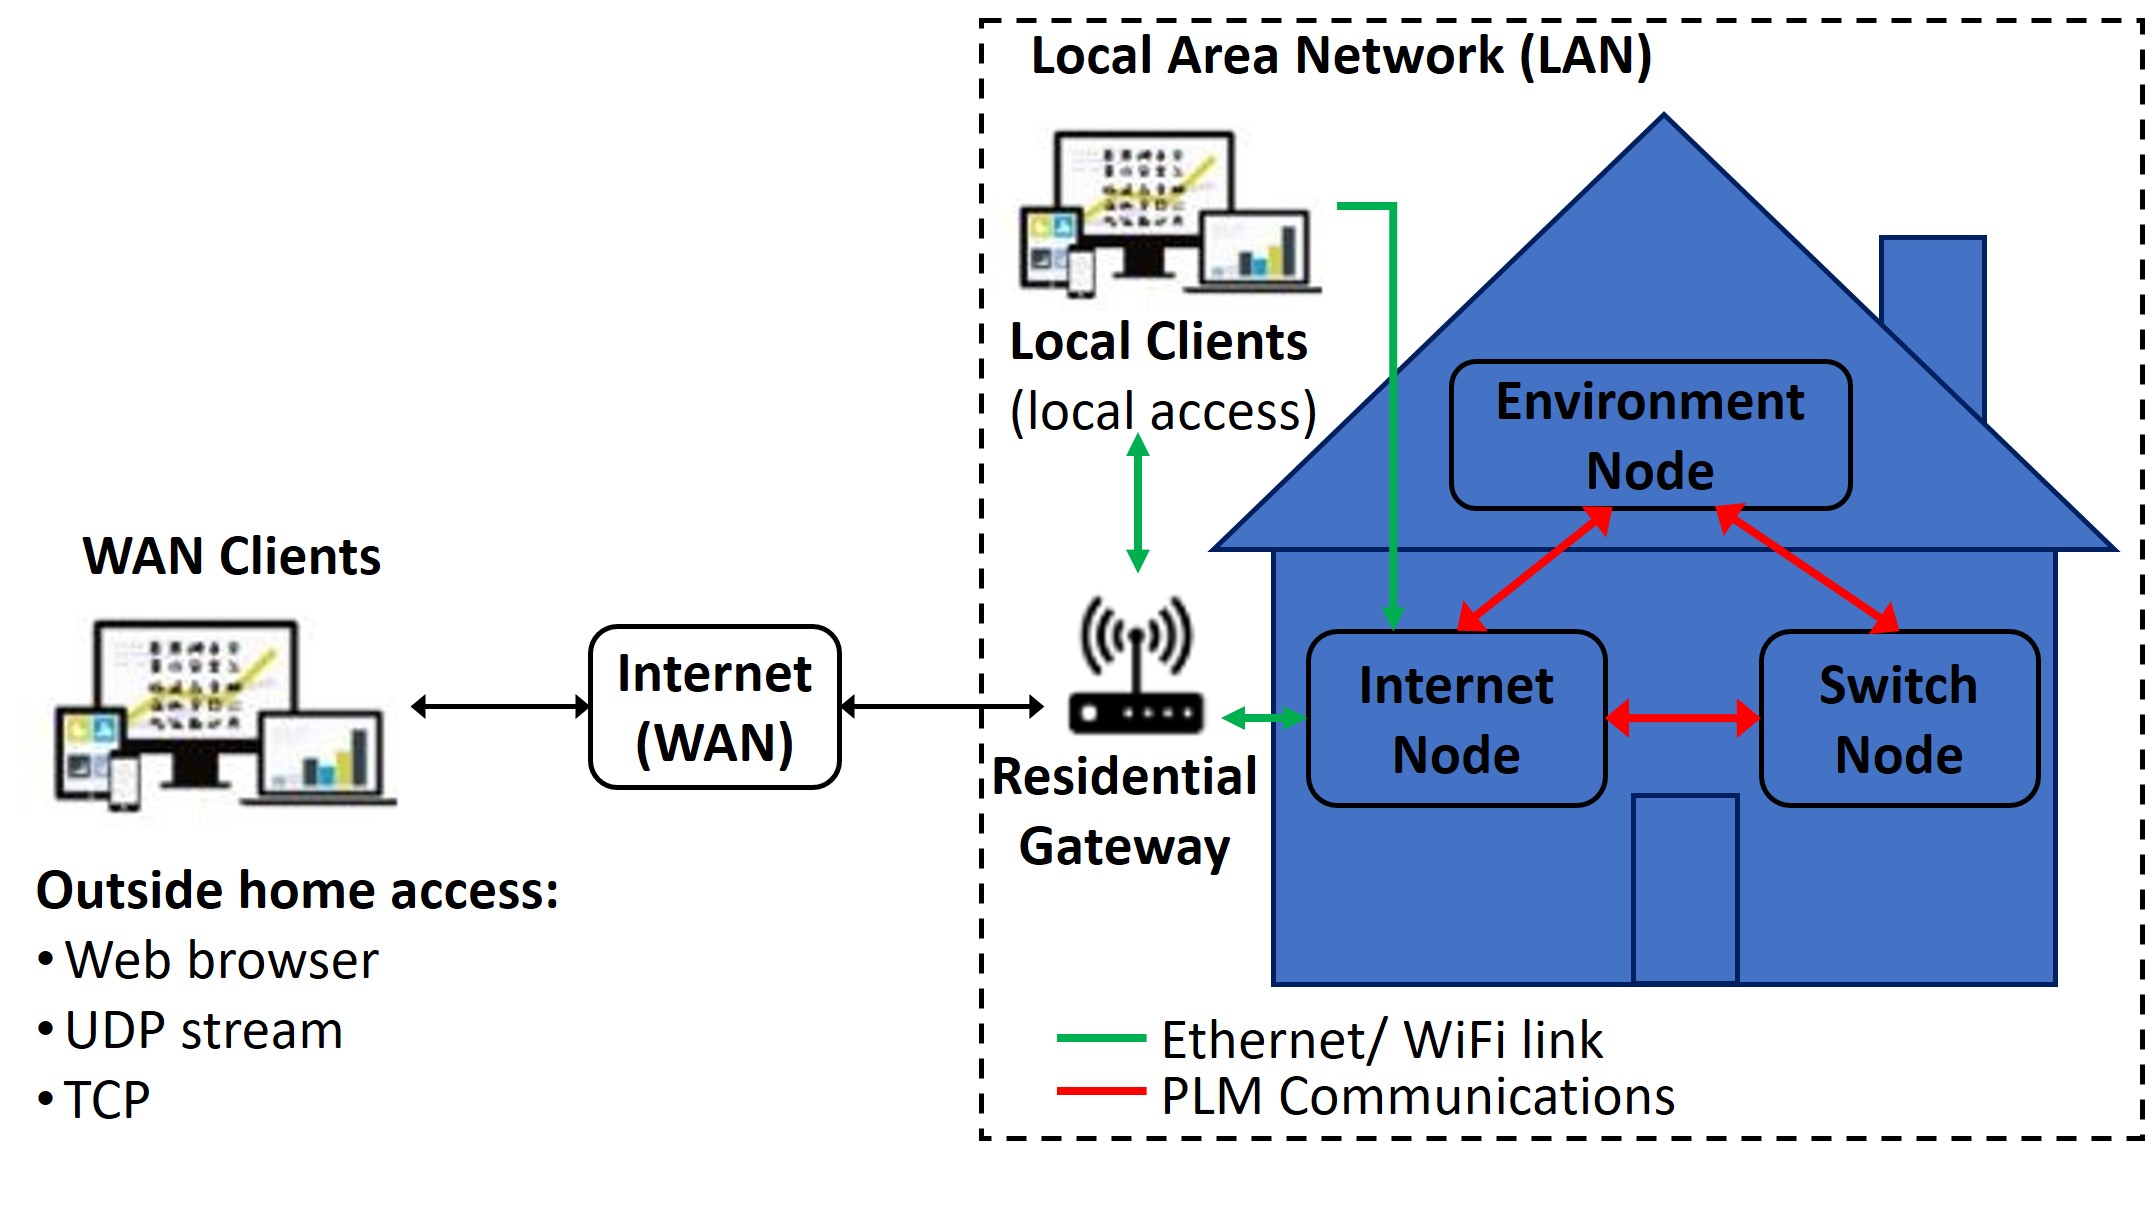 Local Area Network (LAN)
Local Clients
(local access)
Environment
Node
WAN Clients
Internet
(WAN)
Residential
Gateway
Internet
Node
Switch
Node
Outside home access:
• Web browser
• UDP stream
• TCP
Ethernet/ WiFi link
PLM Communications